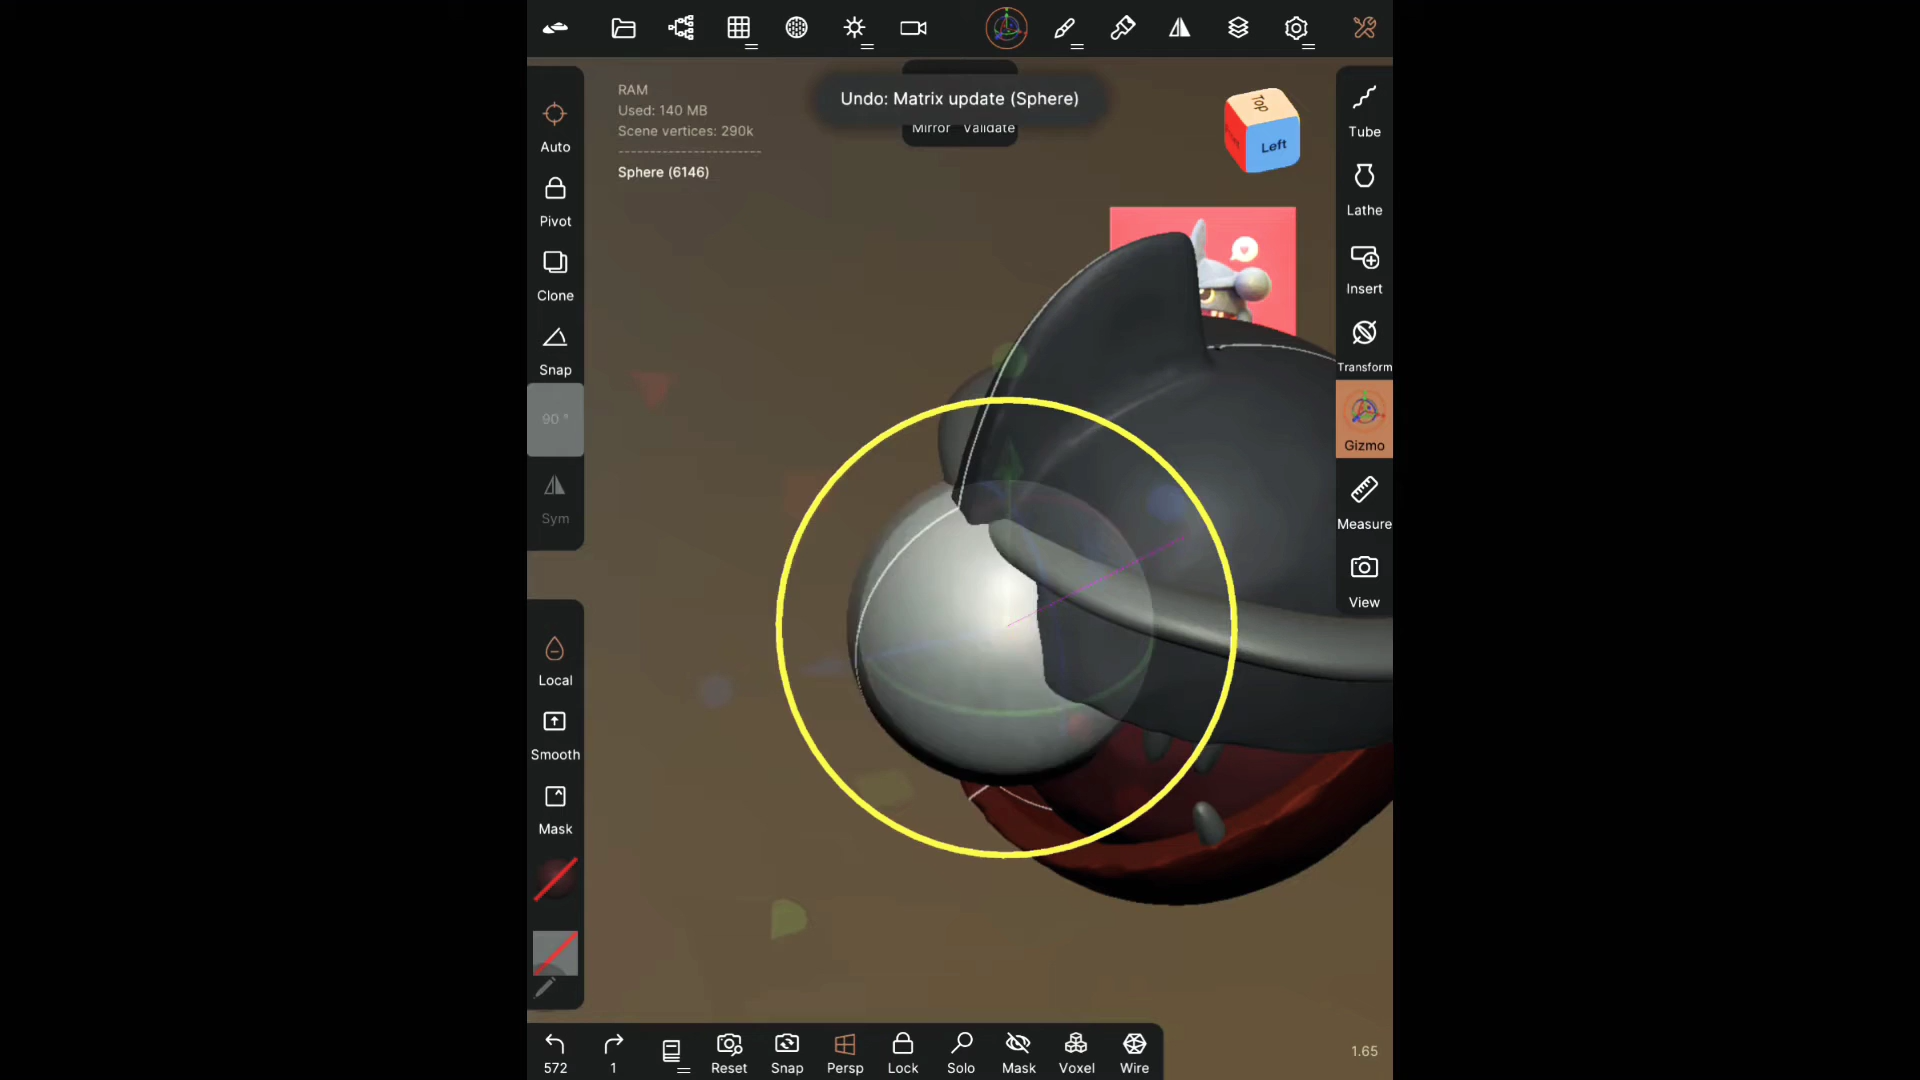 RAM
Used: 140 MB
Scene vertices: 290k
Sphere (6146)
Undo: Matrix update (Sphere)
Mirror Validate
Top
Left
Auto
Pivot
Clone
Snap
90 °
Sym
Local
Smooth
Mask
Tube
Lathe
Insert
Transform
Gizmo
Measure
View
572
1
Reset
Snap
Persp
Lock
Solo
Mask
Voxel
Wire
1.65